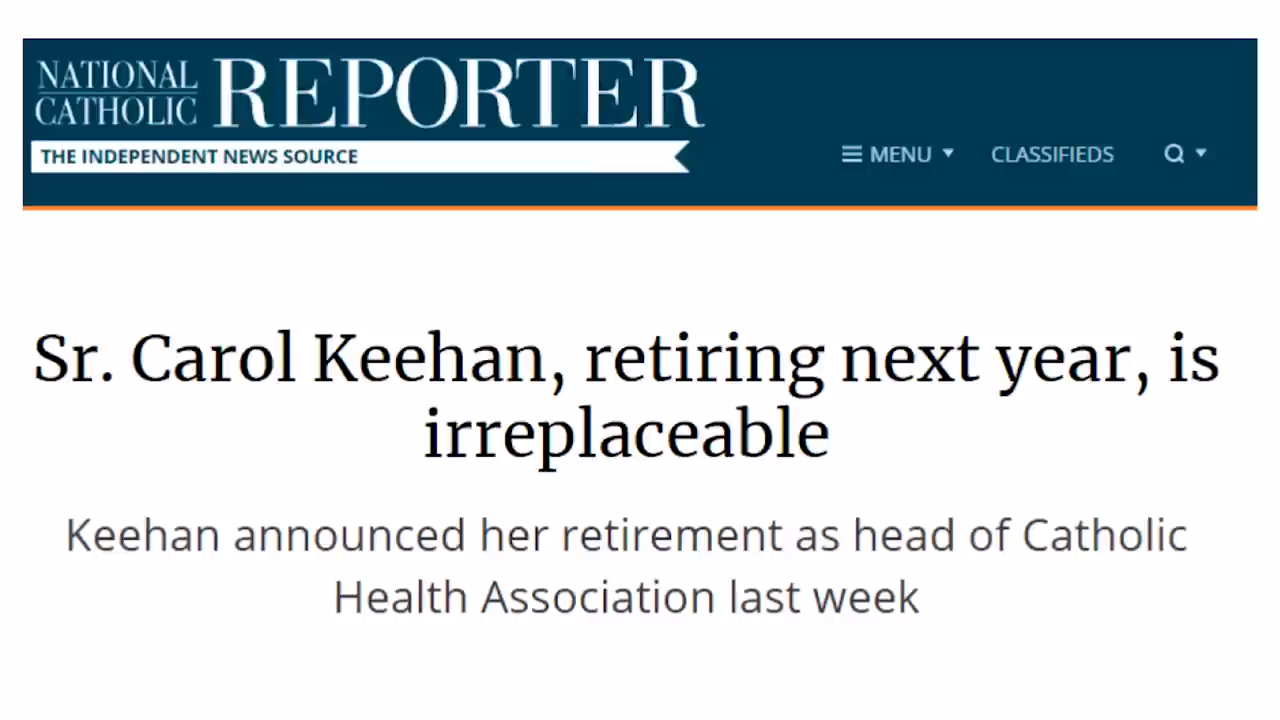 NATIONAL
CATHOLIC
REPORTER
THE INDEPENDENT NEWS SOURCE
MENU
CLASSIFIEDS
Sr. Carol Keehan, retiring next year, is
irreplaceable
Keehan announced her retirement as head of Catholic
Health Association last week